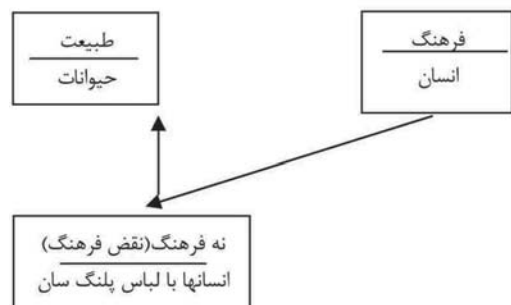 فرهنگ
انسان
طبیعت
حیوانات
نه فرهنگ(نقض فرهنگ)
انسانها با لباس پلنگ سان